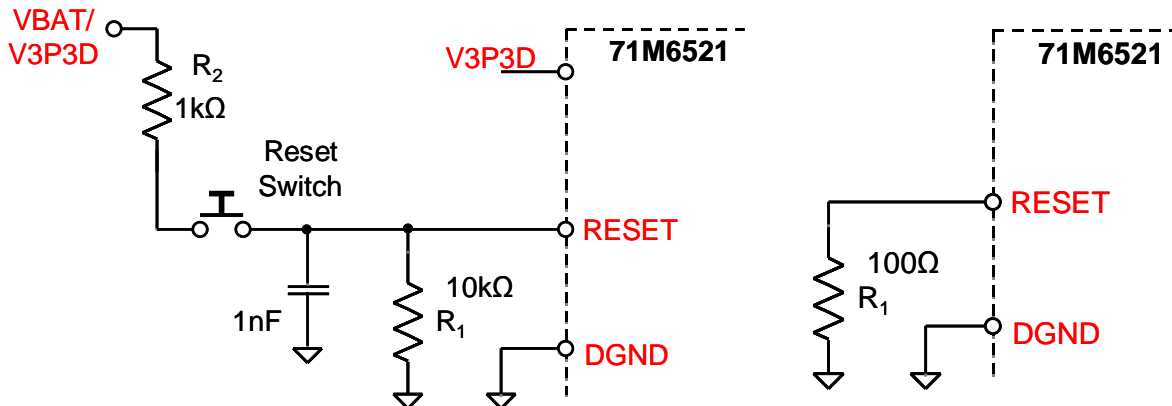 VBAT/
V3P3D
R2
1kΩ
Reset
Switch
1nF
10kΩ
R1
V3P3D
71M6521
RESET
DGND
71M6521
RESET
100Ω
R1
DGND